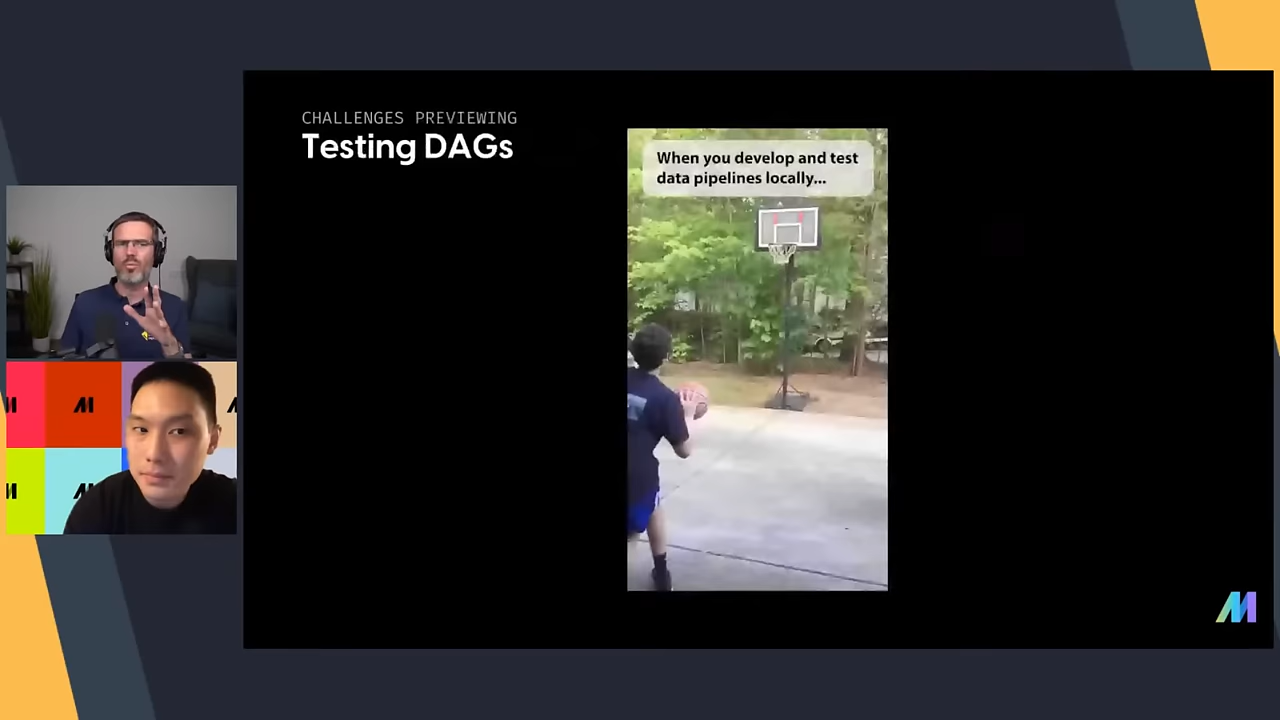 CHALLENGES PREVIEWING
Testing DAGs
When you develop and test
data pipelines locally...